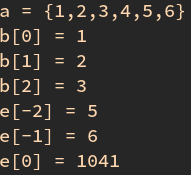 a = {1,2,3,4,5,6}
b[0] = 1
b[1] = 2
b[2] = 3
e[-2] = 5
e[-1] = 6
e[0] = 1041